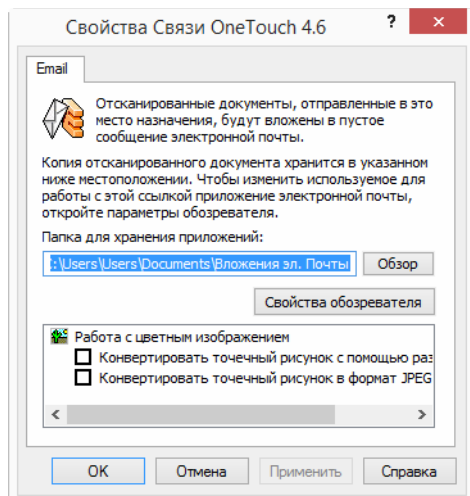 Свойства Связи OneTouch 4.6
? ×
Email
Отсканированные документы, отправленные в это
место назначения, будут вложены в пустое
сообщение электронной почты.
Копия отсканированного документа хранится в указанном
ниже местоположении. Чтобы изменить используемое для
работы с этой ссылкой приложение электронной почты,
откройте параметры обозревателя.
Папка для хранения приложений:
:\Users\Users\Documents\Вложения эл. Почты Обзор
Свойства обозревателя
Работа с цветным изображением
Конвертировать точечный рисунок с помощью раз
Конвертировать точечный рисунок в формат JPEG
OK Отмена Применить Справка